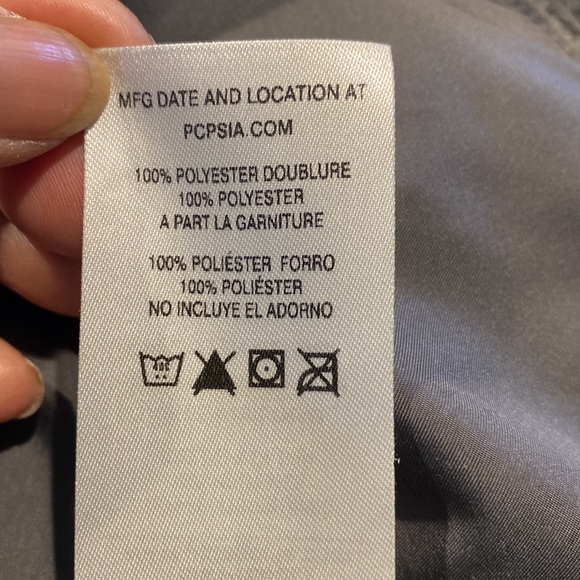 MFG DATE AND LOCATION AT
PCPSIA.COM
100% POLYESTER DOUBLURE
100% POLYESTER
A PART LA GARNITURE
100% POLIÉSTER FORRO
100% POLIÉSTER
NO INCLUYE EL ADORNO